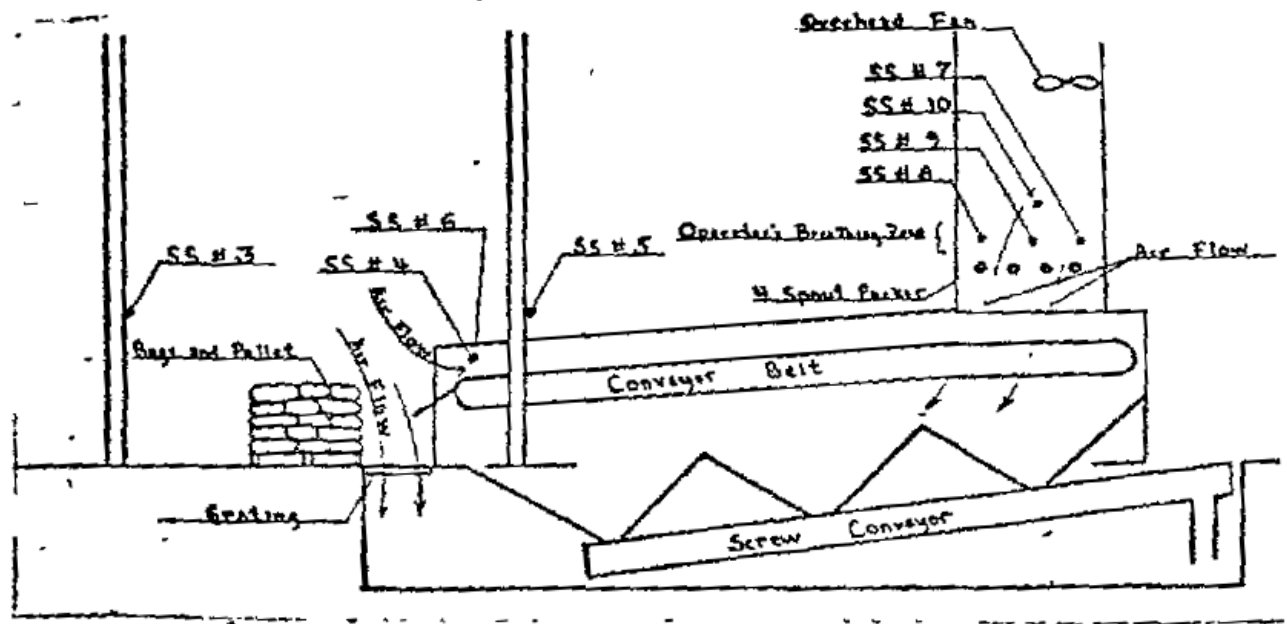 Overhead Fan
SS # 7
SS # 10
SS # 9
SS # 8
SS # 6
Operator's Breathing Zone
SS # 3
SS # 5
SS # 4
Air Flow
Air Flow
4 Spout Packer
Bags and Pallet
Air Flow
Conveyor Belt
Grating
Screw Conveyor